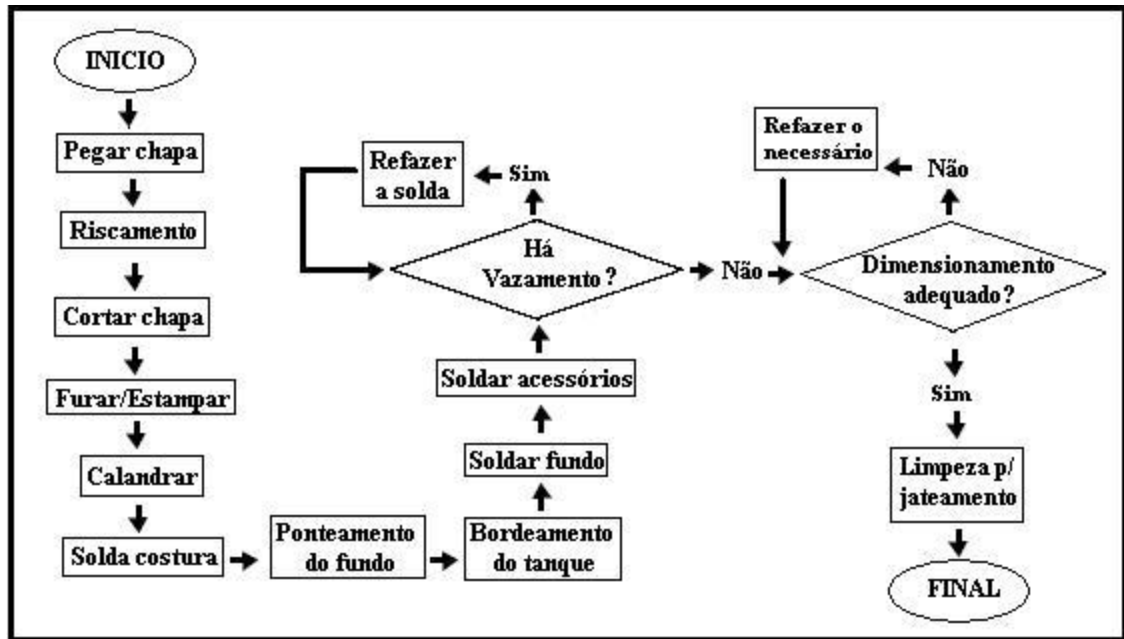 INICIO
Pegar chapa
Riscamento
Cortar chapa
Furar/Estampar
Calandrar
Solda costura
Ponteamento
do fundo
Bordeamento
do tanque
Soldar fundo
Soldar acessórios
Há
Vazamento?
Sim
Refazer
a solda
Não
Dimensionamento
adequado?
Não
Refazer o
necessário
Sim
Limpeza p/
jateamento
FINAL